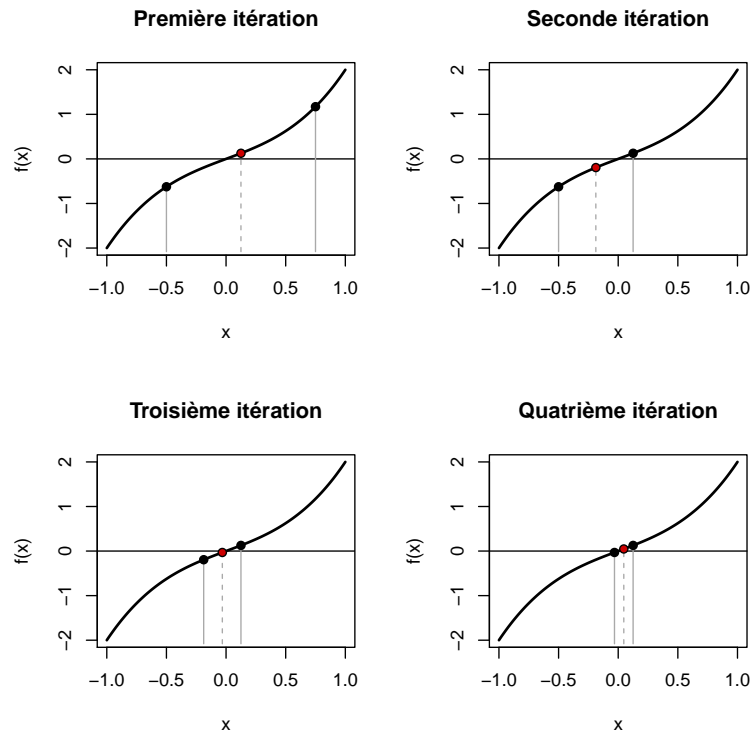 Première itération
2
1
0
−1
−2
f(x)
−1.0 −0.5 0.0 0.5 1.0
x
Seconde itération
2
1
0
−1
−2
f(x)
−1.0 −0.5 0.0 0.5 1.0
x
Troisième itération
2
1
0
−1
−2
f(x)
−1.0 −0.5 0.0 0.5 1.0
x
Quatrième itération
2
1
0
−1
−2
f(x)
−1.0 −0.5 0.0 0.5 1.0
x